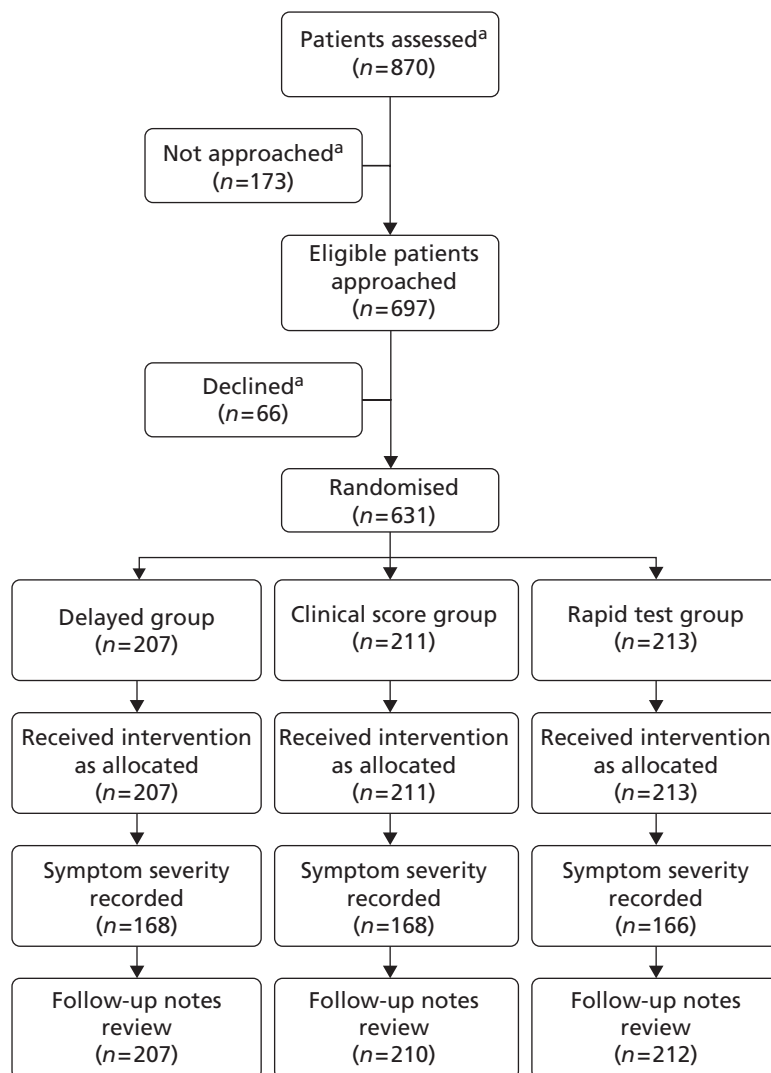 Patients assessedᵃ
(n=870)
Not approachedᵃ
(n=173)
Eligible patients
approached
(n=697)
Declinedᵃ
(n=66)
Randomised
(n=631)
Delayed group
(n=207)
Clinical score group
(n=211)
Rapid test group
(n=213)
Received intervention
as allocated
(n=207)
Received intervention
as allocated
(n=211)
Received intervention
as allocated
(n=213)
Symptom severity
recorded
(n=168)
Symptom severity
recorded
(n=168)
Symptom severity
recorded
(n=166)
Follow-up notes
review
(n=207)
Follow-up notes
review
(n=210)
Follow-up notes
review
(n=212)